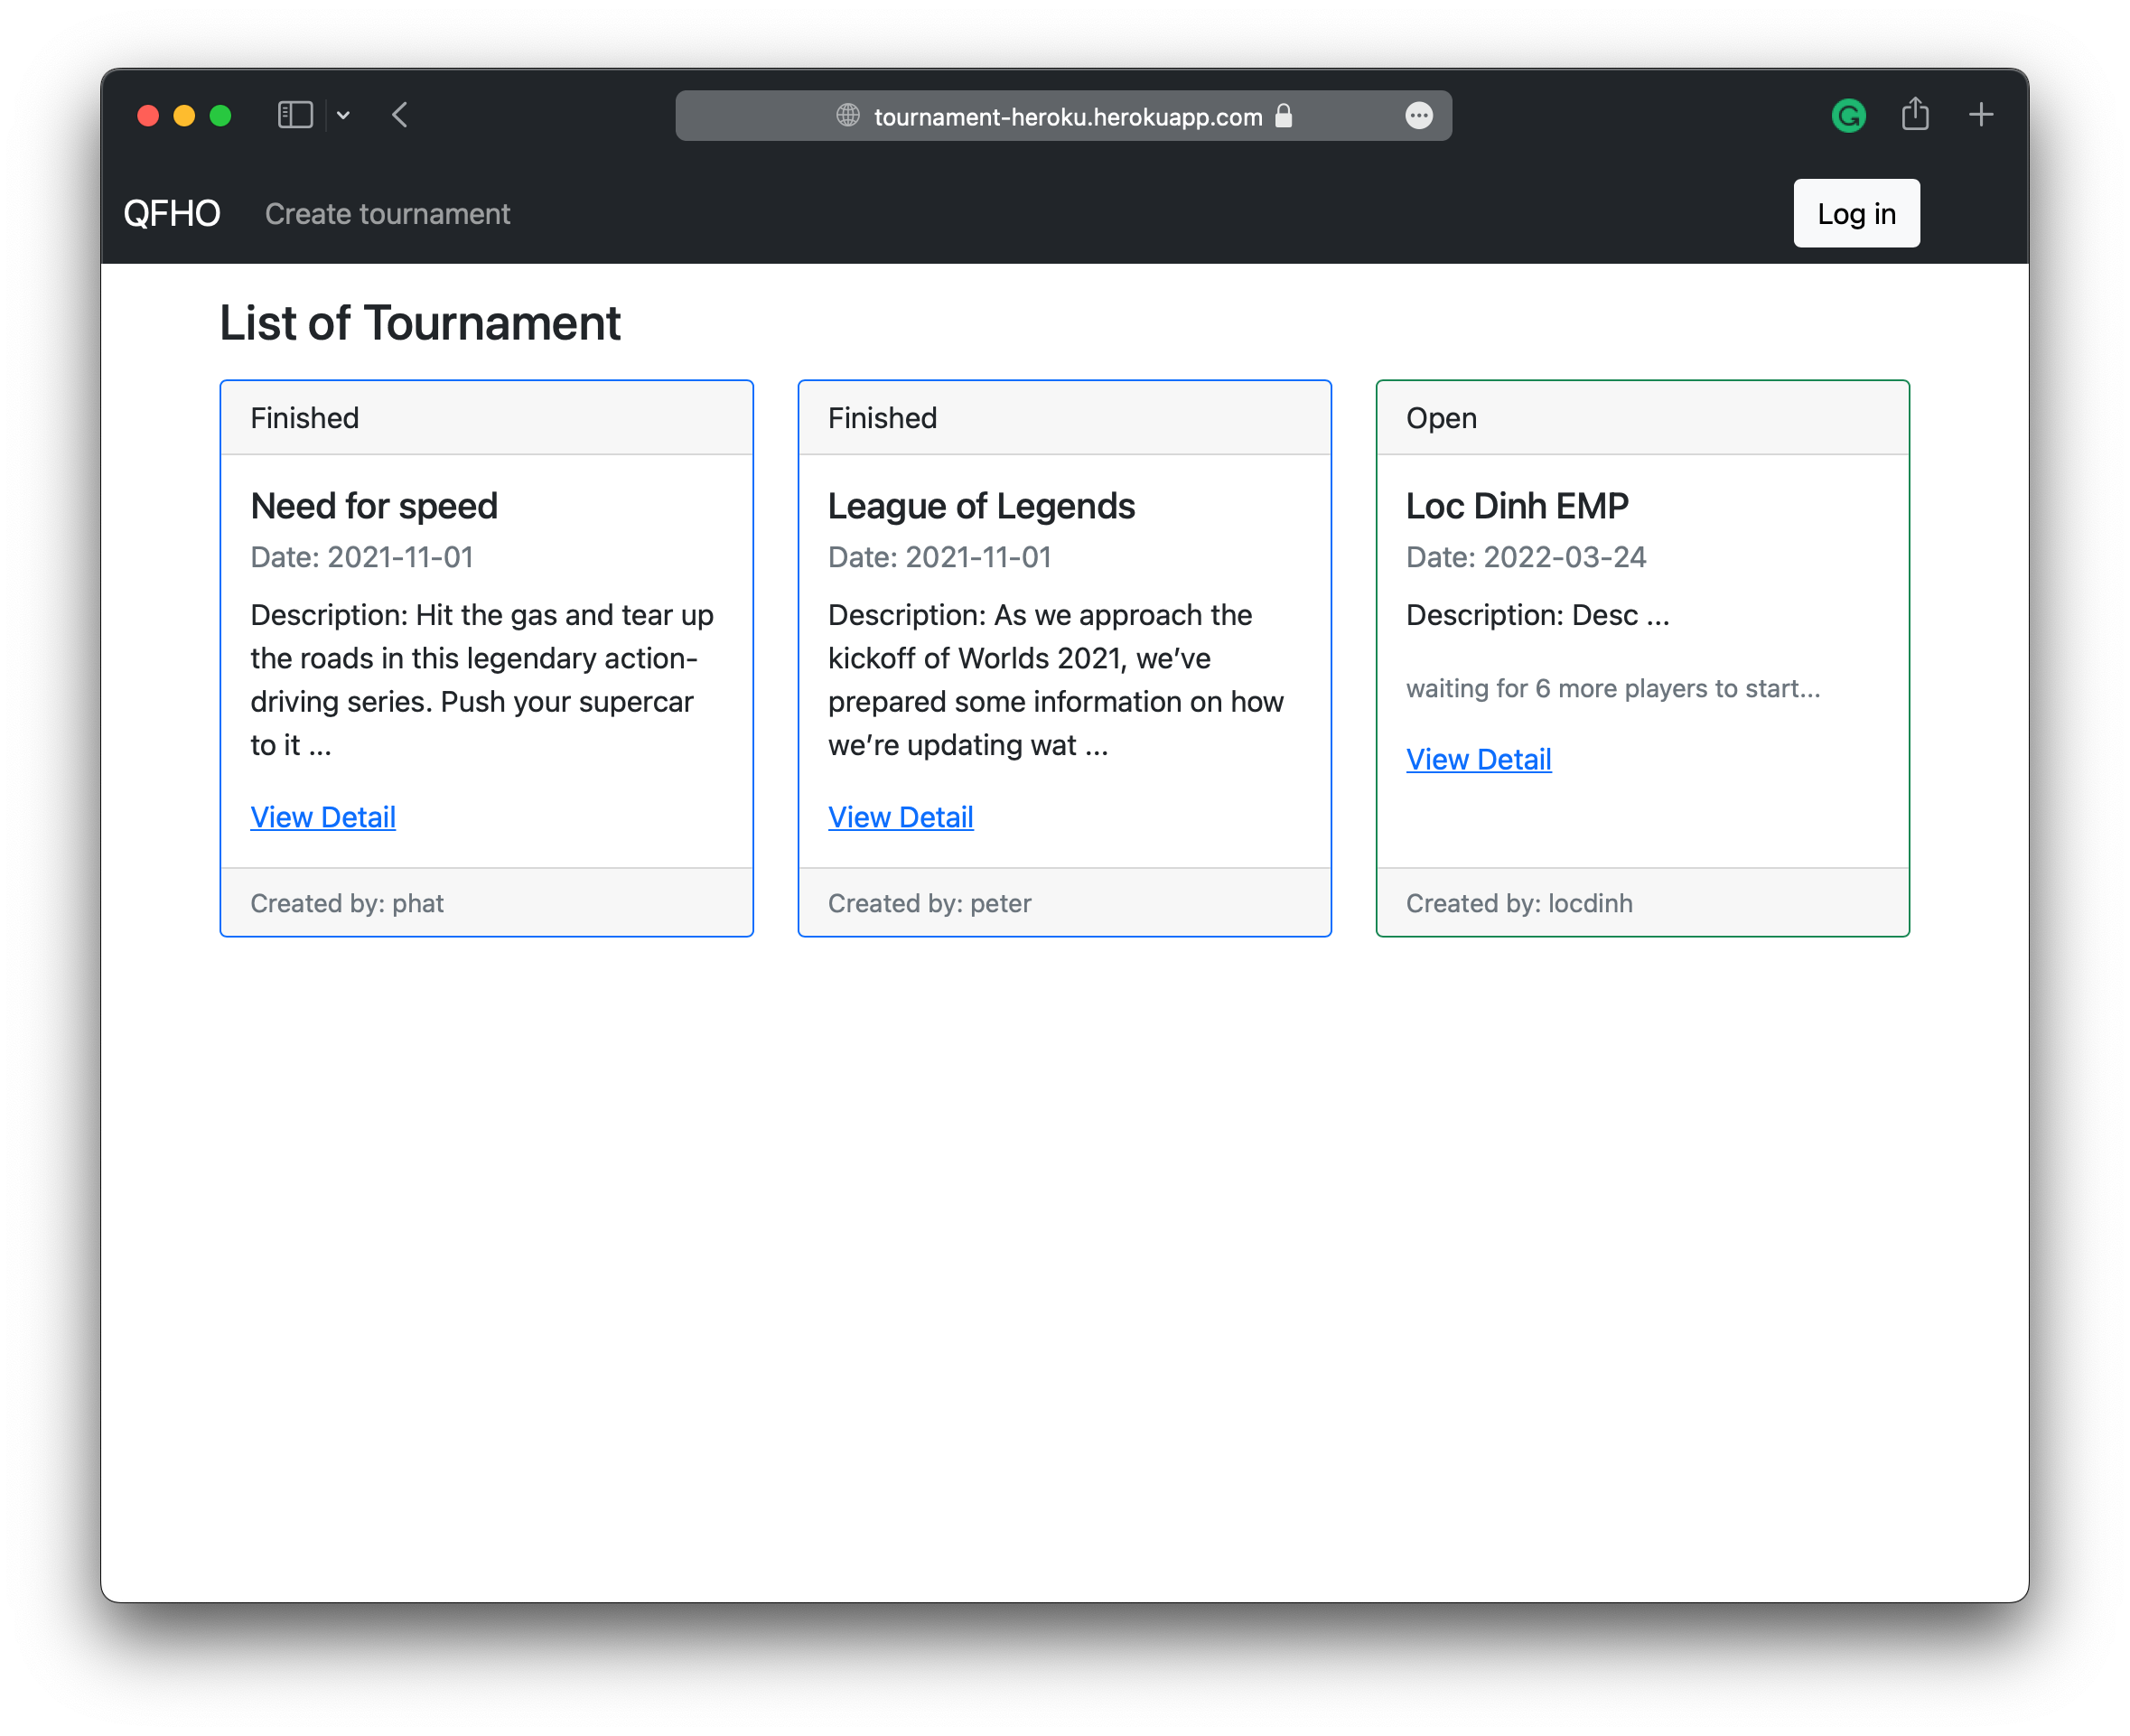 tournament-heroku.herokuapp.com
QFHO Create tournament Log in
List of Tournament
Finished
Need for speed
Date: 2021-11-01
Description: Hit the gas and tear up
the roads in this legendary action-
driving series. Push your supercar
to it ...
View Detail
Created by: phat
Finished
League of Legends
Date: 2021-11-01
Description: As we approach the
kickoff of Worlds 2021, we’ve
prepared some information on how
we’re updating wat ...
View Detail
Created by: peter
Open
Loc Dinh EMP
Date: 2022-03-24
Description: Desc ...
waiting for 6 more players to start...
View Detail
Created by: locdinh